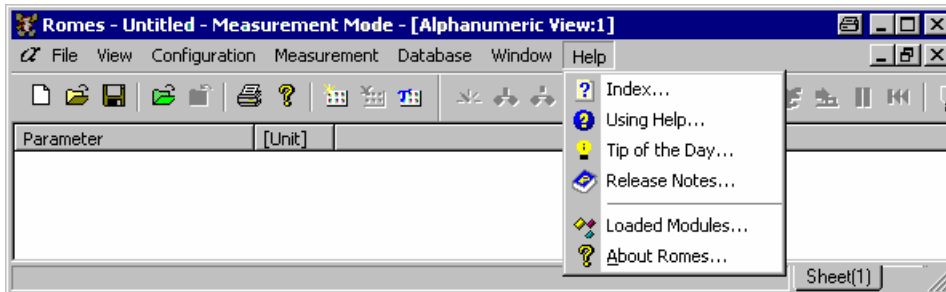 Romes - Untitled - Measurement Mode - [Alphanumeric View:1]
File View Configuration Measurement Database Window Help
Index...
Using Help...
Tip of the Day...
Release Notes...
Loaded Modules...
About Romes...
Parameter [Unit]
Sheet(1)